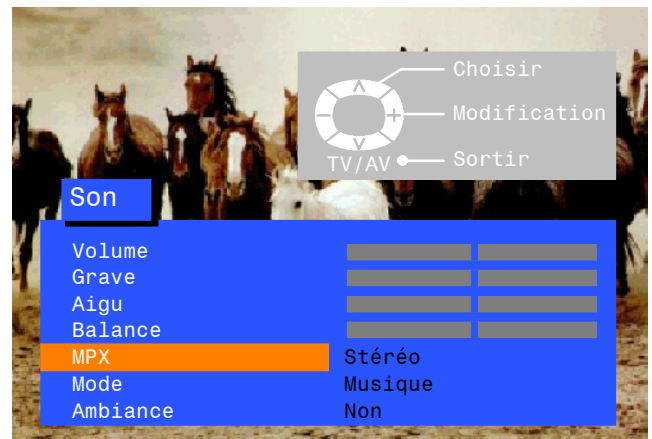 Choisir
Modification
TV/AV Sortir
Son
Volume
Grave
Aigu
Balance
MPX Stéréo
Mode Musique
Ambiance Non